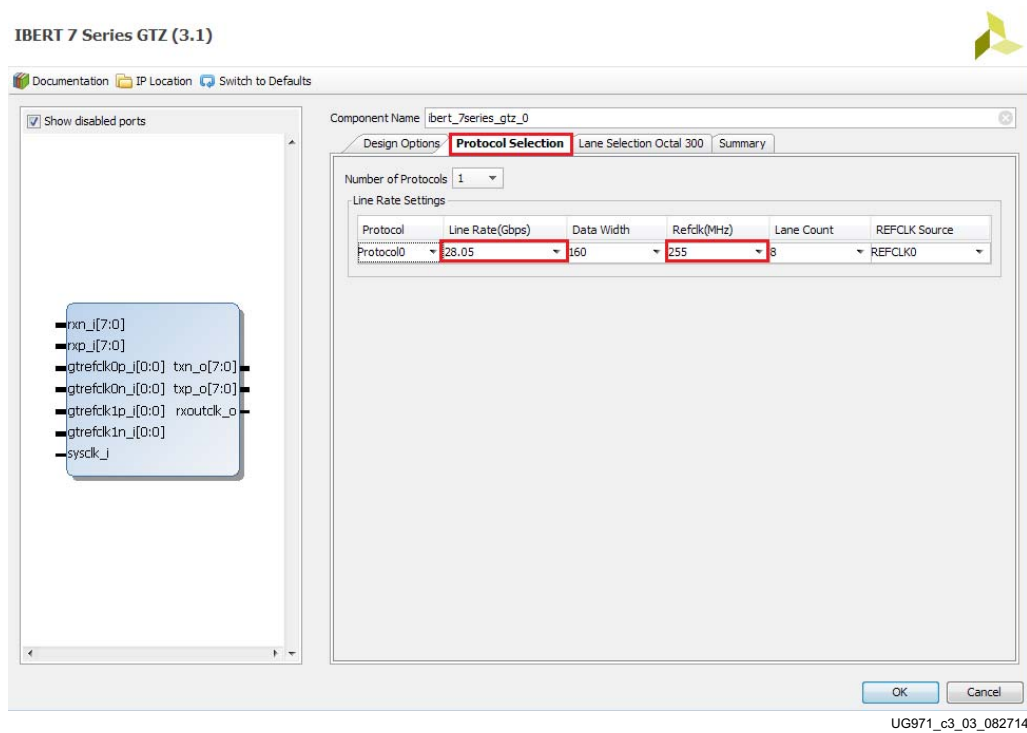 IBERT 7 Series GTZ (3.1)
Documentation IP Location Switch to Defaults
Show disabled ports
rxn_i[7:0]
rxp_i[7:0]
gtrefclk0p_i[0:0] txn_o[7:0]
gtrefclk0n_i[0:0] txp_o[7:0]
gtrefclk1p_i[0:0] rxoutclk_o
gtrefclk1n_i[0:0]
sysclk_i
Component Name ibert_7series_gtz_0
Design Options Protocol Selection Lane Selection Octal 300 Summary
Number of Protocols 1
Line Rate Settings
Protocol Line Rate(Gbps) Data Width Refclk(MHz) Lane Count REFCLK Source
Protocol0 28.05 160 255 8 REFCLK0
OK Cancel
UG971_c3_03_082714